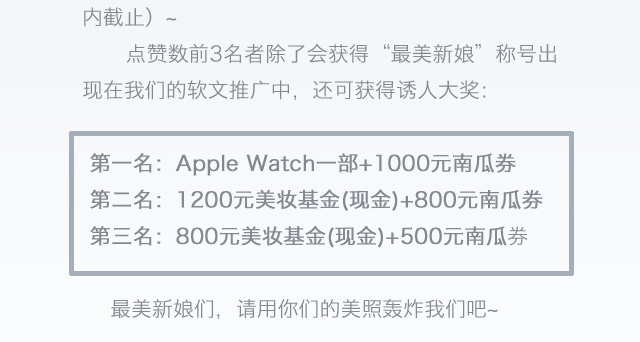 内截止）~
点赞数前3名者除了会获得“最美新娘”称号出
现在我们的软文推广中，还可获得诱人大奖：
第一名：Apple Watch一部+1000元南瓜券
第二名：1200元美妆基金(现金)+800元南瓜券
第三名：800元美妆基金(现金)+500元南瓜券
最美新娘们，请用你们的美照轰炸我们吧~